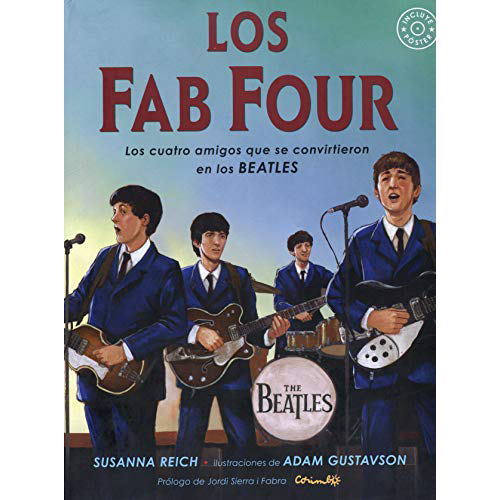 INCLUYE
PÓSTER
LOS
FAB FOUR
Los cuatro amigos que se convirtieron
en los BEATLES
THE
BEATLES
SUSANNA REICH • ilustraciones de ADAM GUSTAVSON
Prólogo de Jordi Sierra i Fabra
Corimbo